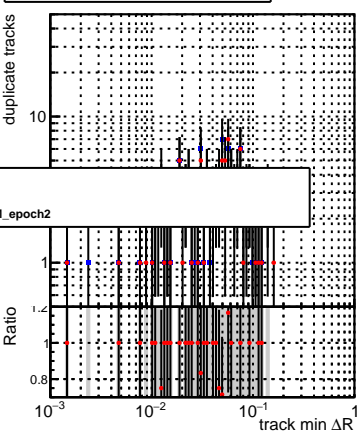 duplicate tracks
10
_epoch2
1
Ratio
1.2
1
0.8
10⁻³ 10⁻² 10⁻¹ 1
track min ΔR